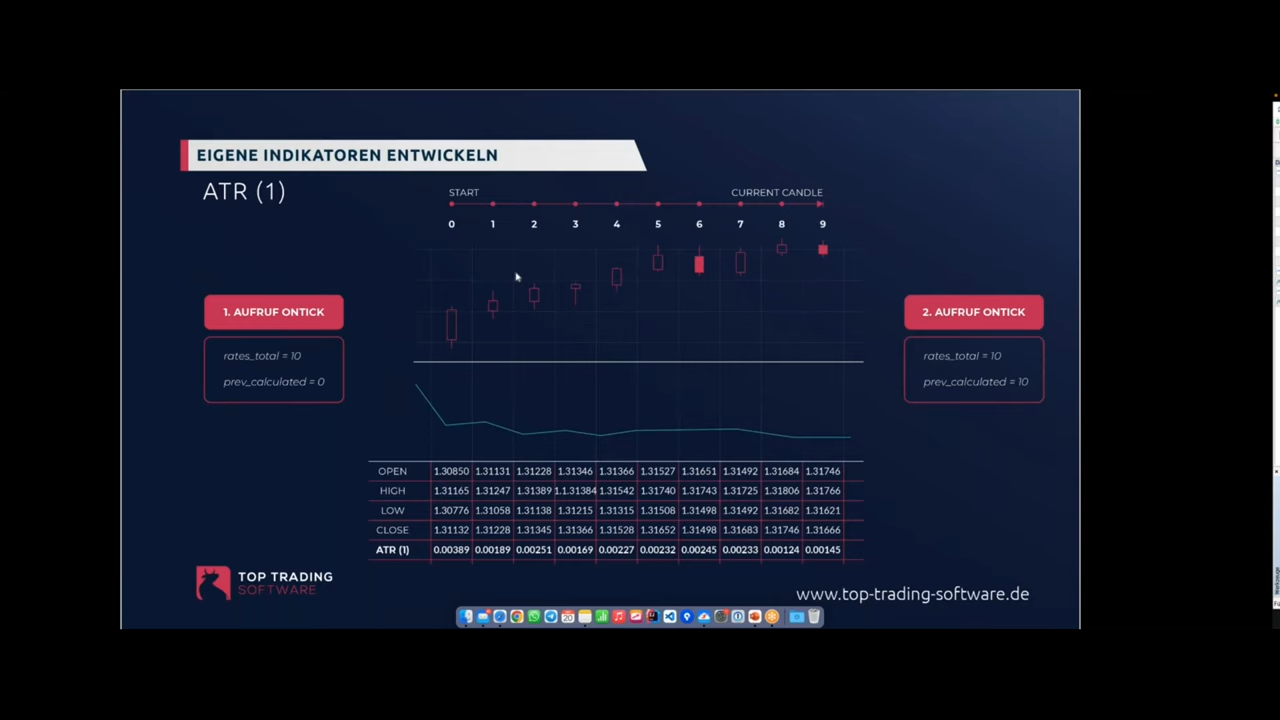 EIGENE INDIKATOREN ENTWICKELN
ATR (1)
START CURRENT CANDLE
0 1 2 3 4 5 6 7 8 9
1. AUFRUF ONTICK
rates_total = 10
prev_calculated = 0
2. AUFRUF ONTICK
rates_total = 10
prev_calculated = 10
OPEN 1.30850 1.31131 1.31228 1.31346 1.31366 1.31527 1.31651 1.31492 1.31684 1.31746
HIGH 1.31165 1.31247 1.31389 1.1.31384 1.31542 1.31740 1.31743 1.31725 1.31806 1.31766
LOW 1.30776 1.31058 1.31138 1.31215 1.31315 1.31508 1.31498 1.31492 1.31682 1.31621
CLOSE 1.31132 1.31228 1.31345 1.31366 1.31528 1.31652 1.31498 1.31683 1.31746 1.31666
ATR (1) 0.00389 0.00189 0.00251 0.00169 0.00227 0.00232 0.00245 0.00233 0.00124 0.00145
TOP TRADING
SOFTWARE
www.top-trading-software.de
20